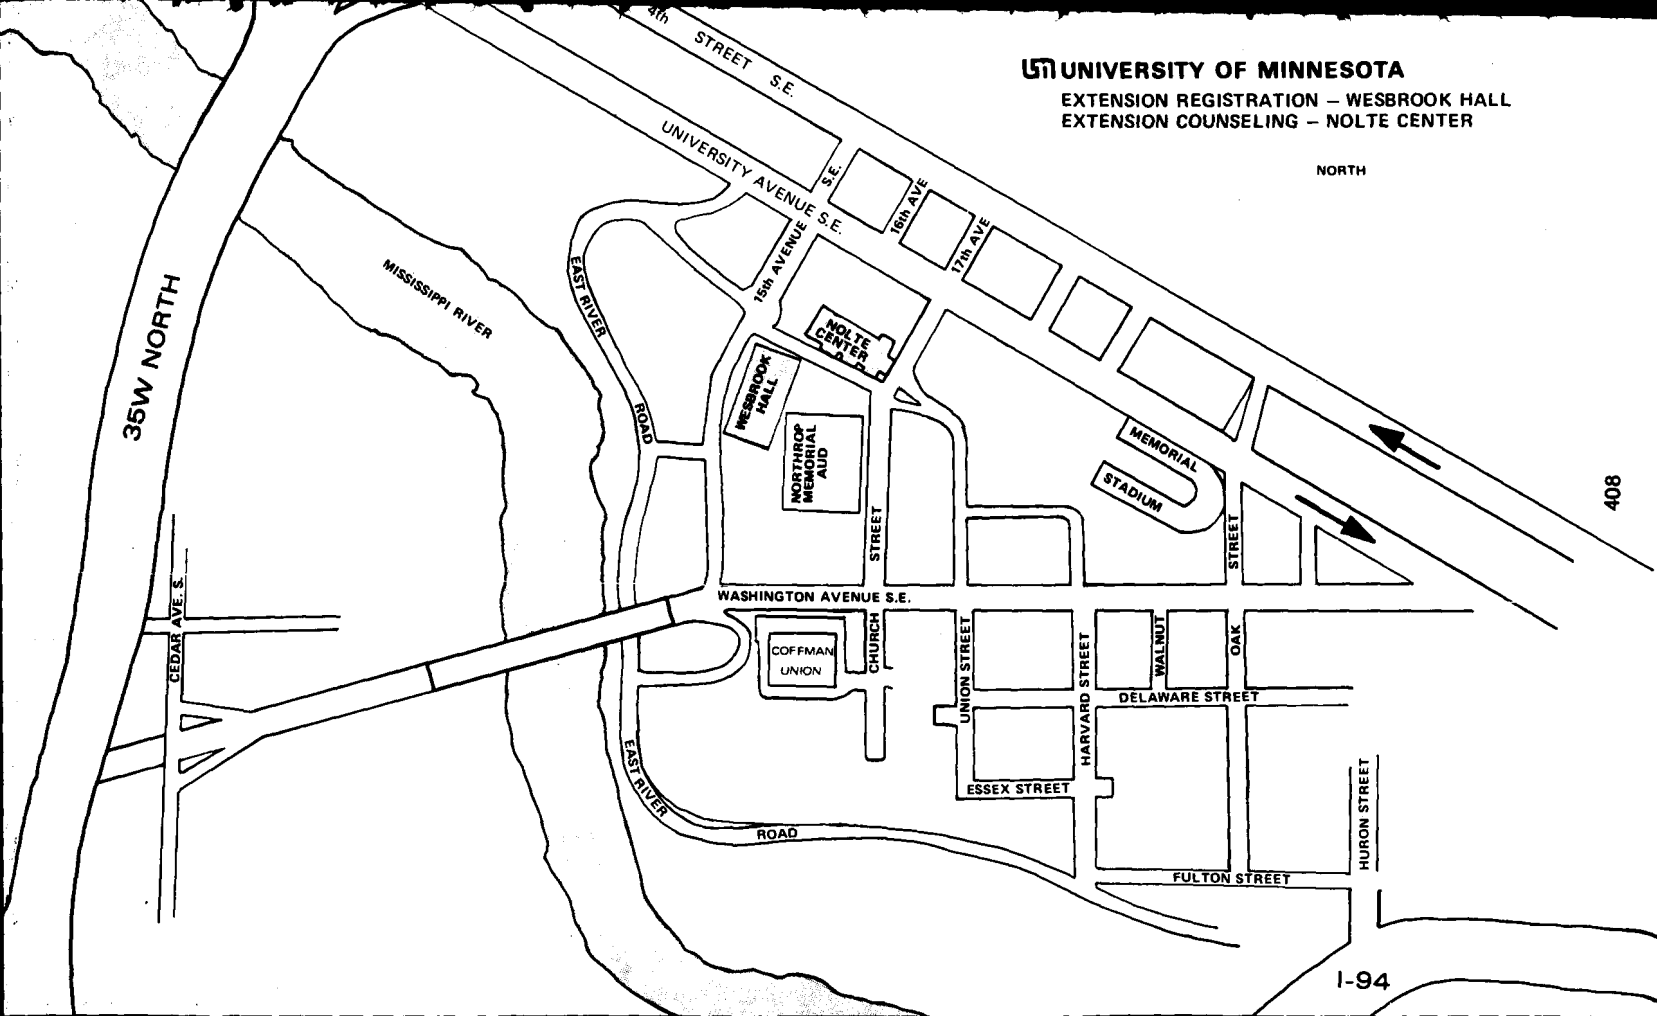 4th
STREET S.E.
UNIVERSITY OF MINNESOTA
EXTENSION REGISTRATION – WESBROOK HALL
EXTENSION COUNSELING – NOLTE CENTER
NORTH
UNIVERSITY AVENUE S.E.
S.E.
16th AVE
17th AVE
15th AVENUE
EAST RIVER
ROAD
MISSISSIPPI RIVER
35W NORTH
NOLTE
CENTER
WESBROOK
HALL
NORTHROP
MEMORIAL
AUD
MEMORIAL
STADIUM
408
STREET
STREET
WASHINGTON AVENUE S.E.
CEDAR AVE. S.
COFFMAN
UNION
CHURCH
UNION STREET
HARVARD STREET
WALNUT
OAK
DELAWARE STREET
EAST RIVER
ROAD
ESSEX STREET
HURON STREET
FULTON STREET
I-94